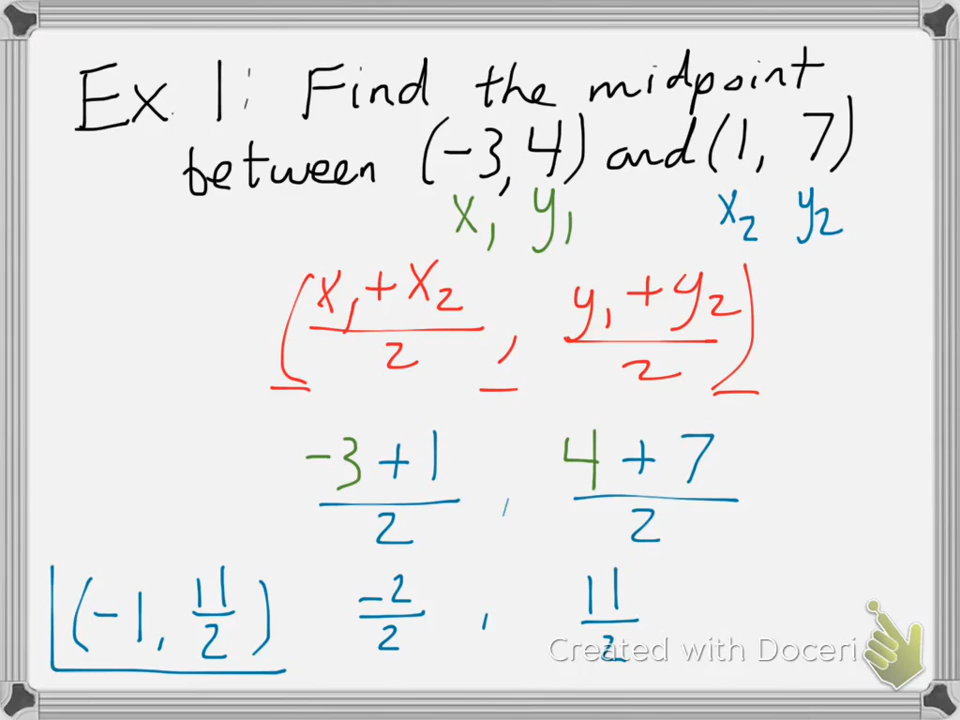 Ex 1: Find the midpoint
between (-3, 4) and (1, 7)
x₁ y₁ x₂ y₂
(x₁+x₂/2, y₁+y₂/2)
-3+1/2, 4+7/2
(-1, 11/2) -2/2, 11/2
Created with Doceri